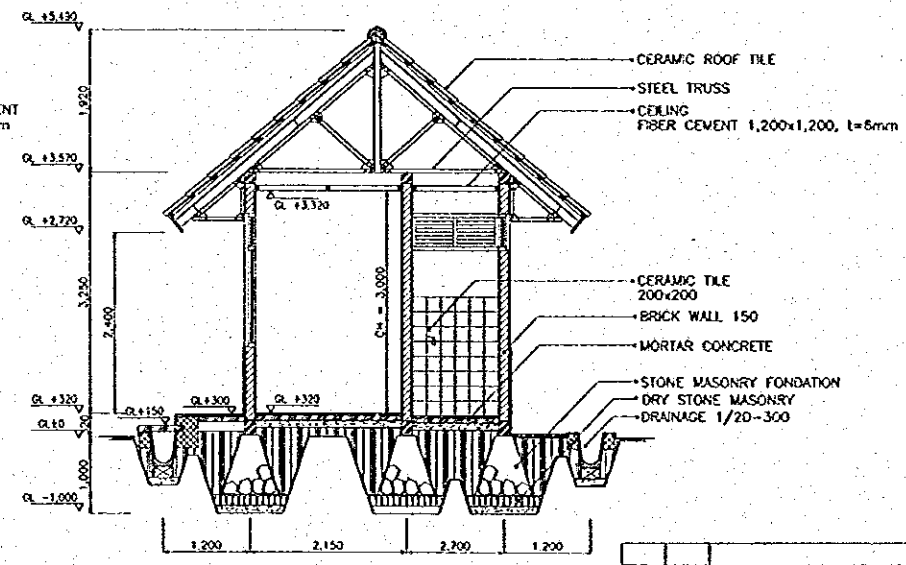 GL +5,430
CERAMIC ROOF TILE
STEEL TRUSS
CEILING
FIBER CEMENT 1,200x1,200, t=6mm
ENT
m
1,920
GL +3,570
GL +3,320
GL +2,720
CERAMIC TILE
200x200
BRICK WALL 150
MORTAR CONCRETE
3,250
2,400
CH = 3,000
STONE MASONRY FONDATION
DRY STONE MASONRY
DRAINAGE 1/2D-300
GL +320
GL+150
GL+300
GL +320
GL±0
GL -1,000
1,000
1,200
2,150
1,200